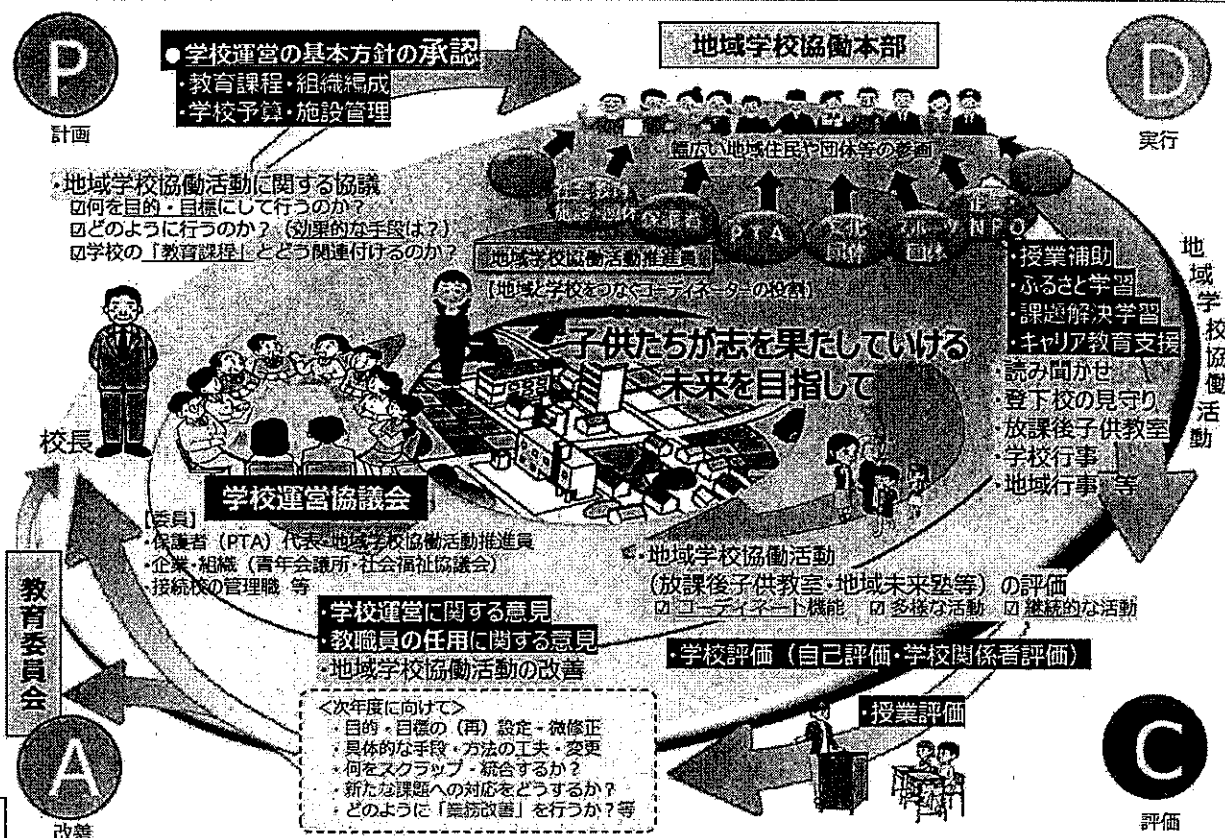 P
計画
●学校運営の基本方針の承認
・教育課程・組織編成
・学校予算・施設管理
地域学校協働本部
D
実行
幅広い地域住民や団体等の参画
・地域学校協働活動に関する協議
☑何を目的・目標にして行うのか?
☑どのように行うのか?(効果的な手段は?)
☑学校の「教育課程」とどう関連付けるのか?
PTA
文化
団体
スポーツ
団体
NPO
地域学校協働活動推進員
【地域と学校をつなぐコーディネーターの役割】
地域学校協働活動
・授業補助
・ふるさと学習
・課題解決学習
・キャリア教育支援
・読み聞かせ
・登下校の見守り
・放課後子供教室
・学校行事
・地域行事 等
子供たちが志を果たしていける
未来を目指して
校長
学校運営協議会
【委員】
・保護者(PTA)代表・地域学校協働活動推進員
・企業・組織(青年会議所・社会福祉協議会)
・接続校の管理職 等
・地域学校協働活動
(放課後子供教室・地域未来塾等)の評価
☑コーディネート機能 ☑多様な活動 ☑継続的な活動
教育委員会
・学校運営に関する意見
・教職員の任用に関する意見
・地域学校協働活動の改善
・学校評価(自己評価・学校関係者評価)
・授業評価
<次年度に向けて>
・目的・目標の(再)設定・微修正
・具体的な手段・方法の工夫・変更
・何をスクラップ・統合するか?
・新たな課題への対応をどうするか?
・どのように「業務改善」を行うか?等
A
改善
C
評価